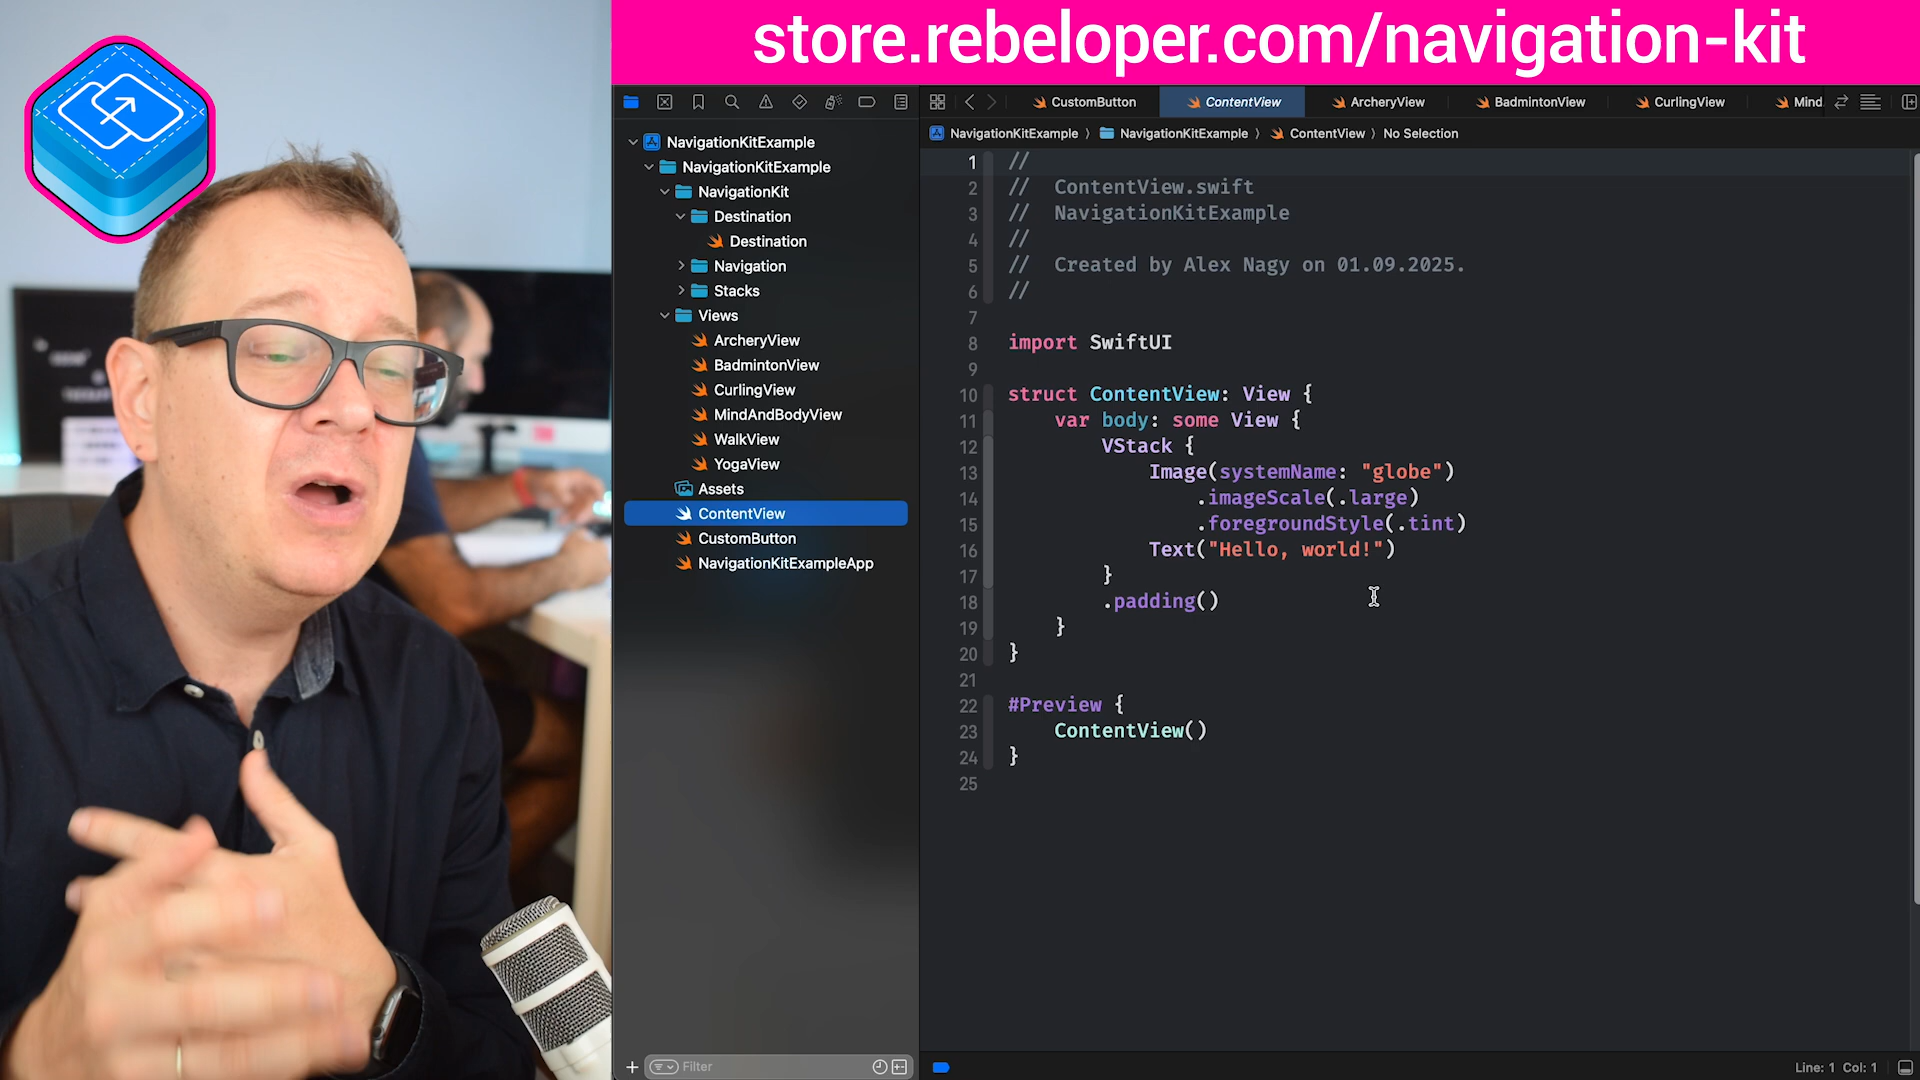 store.rebeloper.com/navigation-kit
CustomButton
ContentView
ArcheryView
BadmintonView
CurlingView
Mind
NavigationKitExample
NavigationKitExample
ContentView
No Selection
NavigationKitExample
NavigationKitExample
NavigationKit
Destination
Destination
Navigation
Stacks
Views
ArcheryView
BadmintonView
CurlingView
MindAndBodyView
WalkView
YogaView
Assets
ContentView
CustomButton
NavigationKitExampleApp
Filter
1 //
2 //  ContentView.swift
3 //  NavigationKitExample
4 //
5 //  Created by Alex Nagy on 01.09.2025.
6 //
7
8 import SwiftUI
9
10 struct ContentView: View {
11     var body: some View {
12         VStack {
13             Image(systemName: "globe")
14                 .imageScale(.large)
15                 .foregroundStyle(.tint)
16             Text("Hello, world!")
17         }
18         .padding()
19     }
20 }
21
22 #Preview {
23     ContentView()
24 }
25
Line: 1 Col: 1